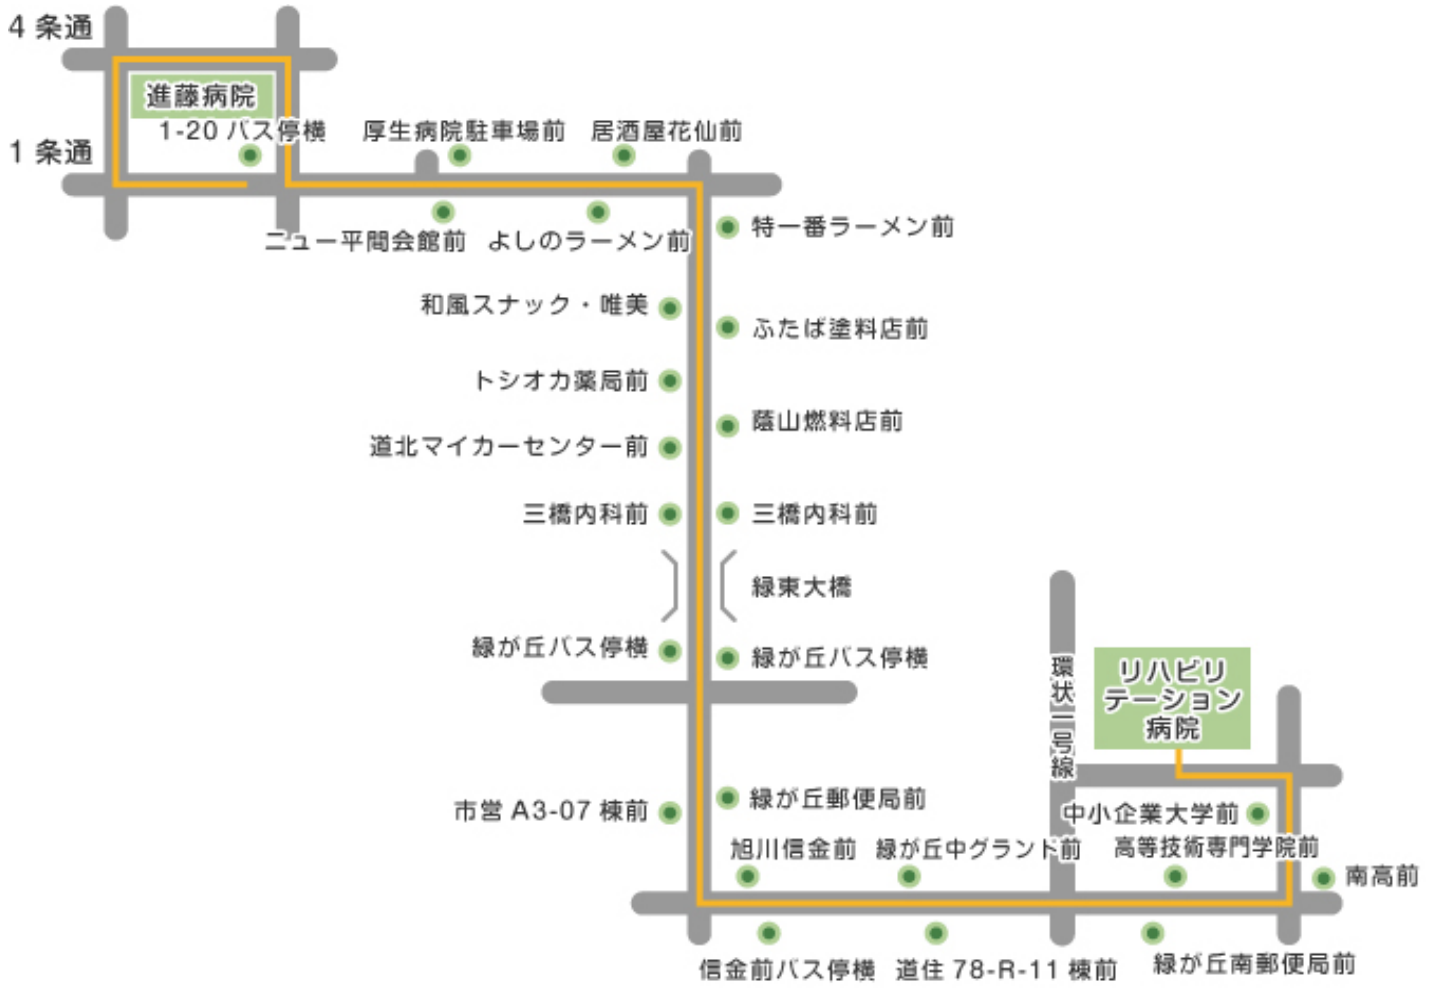 4 条通
進藤病院
1-20 バス停横
厚生病院駐車場前
居酒屋花仙前
1 条通
ニュー平間会館前
よしのラーメン前
特一番ラーメン前
和風スナック・唯美
ふたば塗料店前
トシオカ薬局前
蔭山燃料店前
道北マイカーセンター前
三橋内科前
三橋内科前
緑東大橋
緑が丘バス停横
緑が丘バス停横
環状一号線
リハビリ
テーション
病院
市営 A3-07 棟前
緑が丘郵便局前
中小企業大学前
旭川信金前
緑が丘中グランド前
高等技術専門学院前
南高前
信金前バス停横
道住 78-R-11 棟前
緑が丘南郵便局前